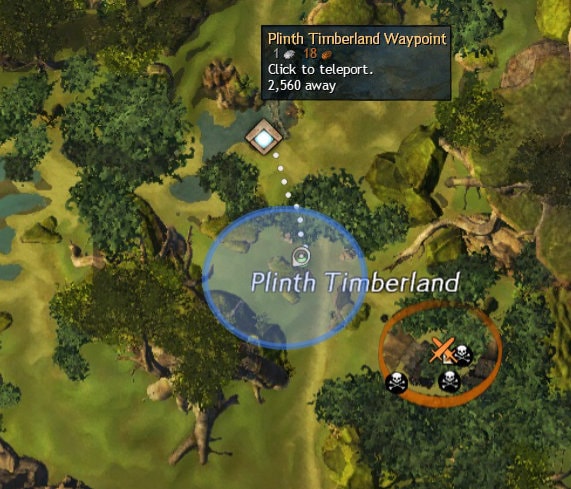 Plinth Timberland Waypoint
1 18
Click to teleport.
2,560 away
Plinth Timberland